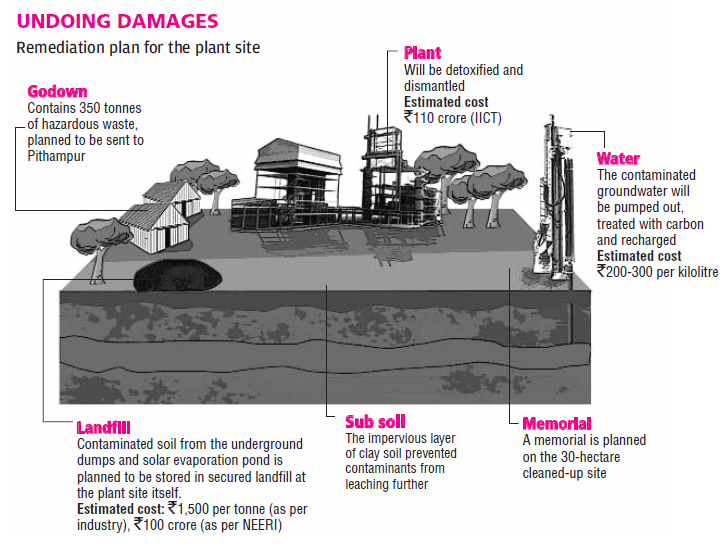 UNDOING DAMAGES
Remediation plan for the plant site
Godown
Contains 350 tonnes
of hazardous waste,
planned to be sent to
Pithampur
Plant
Will be detoxified and
dismantled
Estimated cost
₹110 crore (IICT)
Water
The contaminated
groundwater will
be pumped out,
treated with carbon
and recharged
Estimated cost
₹200-300 per kilolitre
Landfill
Contaminated soil from the underground
dumps and solar evaporation pond is
planned to be stored in secured landfill at
the plant site itself.
Estimated cost: ₹1,500 per tonne (as per
industry), ₹100 crore (as per NEERI)
Sub soil
The impervious layer
of clay soil prevented
contaminants from
leaching further
Memorial
A memorial is planned
on the 30-hectare
cleaned-up site